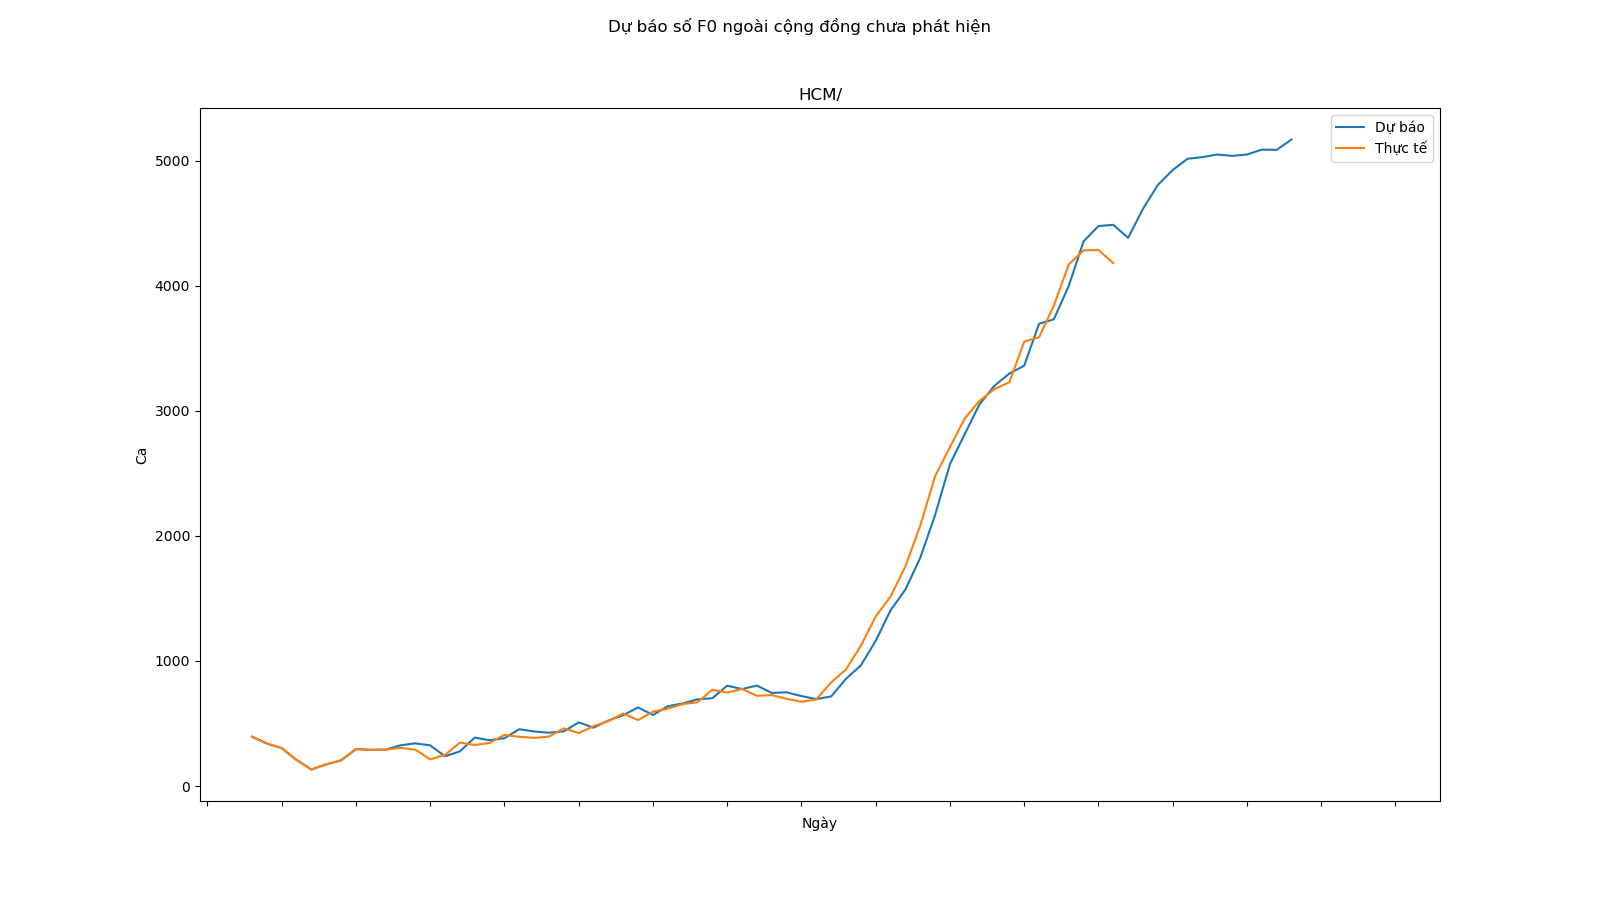 Dự báo số F0 ngoài cộng đồng chưa phát hiện
HCM/
Dự báo
Thực tế
5000
4000
3000
2000
1000
0
Ca
Ngày